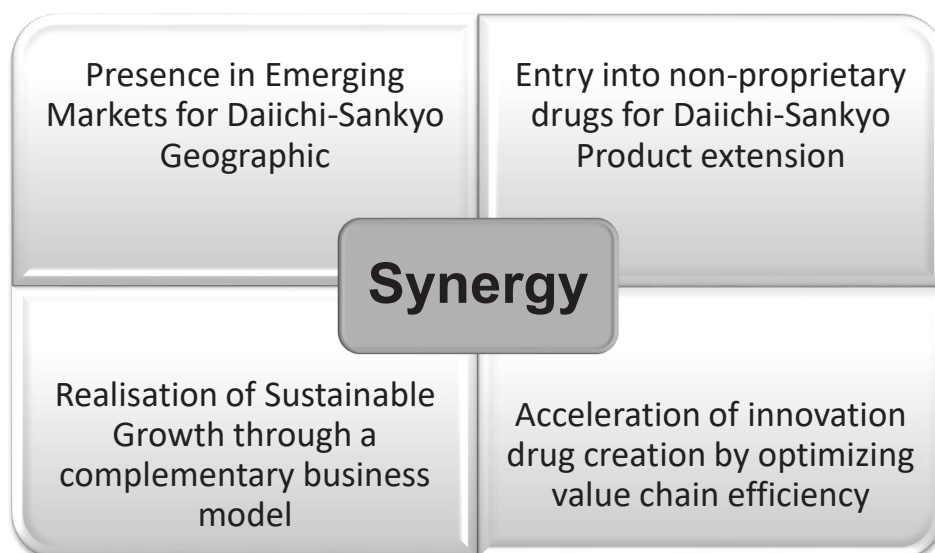 Presence in Emerging
Markets for Daiichi-Sankyo
Geographic
Entry into non-proprietary
drugs for Daiichi-Sankyo
Product extension
Synergy
Realisation of Sustainable
Growth through a
complementary business
model
Acceleration of innovation
drug creation by optimizing
value chain efficiency